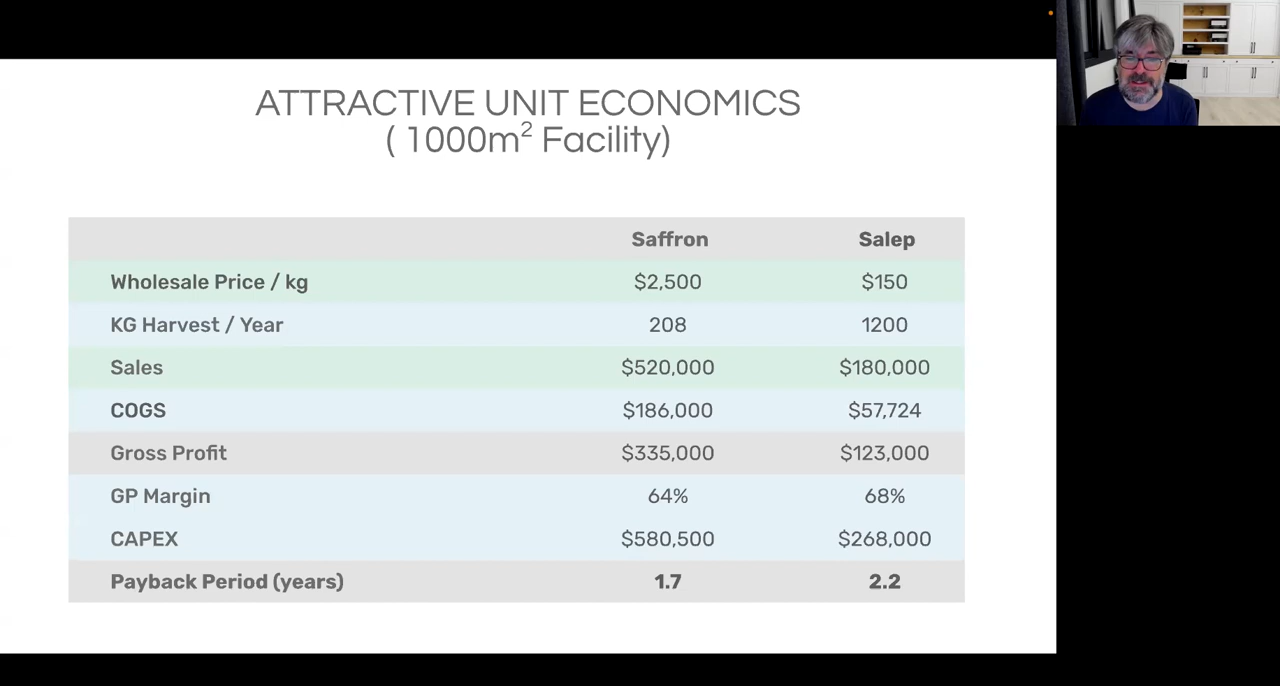 ATTRACTIVE UNIT ECONOMICS
( 1000m² Facility)
Saffron Salep
Wholesale Price / kg $2,500 $150
KG Harvest / Year 208 1200
Sales $520,000 $180,000
COGS $186,000 $57,724
Gross Profit $335,000 $123,000
GP Margin 64% 68%
CAPEX $580,500 $268,000
Payback Period (years) 1.7 2.2